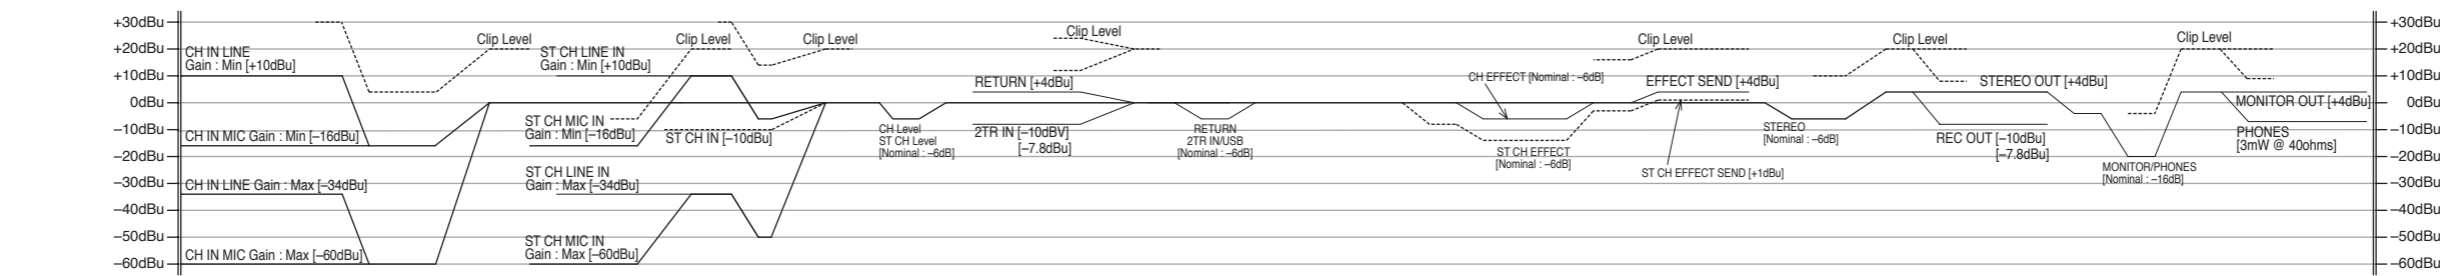 +30dBu
+20dBu
+10dBu
0dBu
–10dBu
–20dBu
–30dBu
–40dBu
–50dBu
–60dBu
CH IN LINE
Gain : Min [+10dBu]
CH IN MIC Gain : Min [–16dBu]
CH IN LINE Gain : Max [–34dBu]
CH IN MIC Gain : Max [–60dBu]
Clip Level
ST CH LINE IN
Gain : Min [+10dBu]
ST CH MIC IN
Gain : Min [–16dBu]
ST CH LINE IN
Gain : Max [–34dBu]
ST CH MIC IN
Gain : Max [–60dBu]
Clip Level
ST CH IN [–10dBu]
Clip Level
CH Level
ST CH Level
[Nominal : –6dB]
RETURN [+4dBu]
2TR IN [–10dBV]
[–7.8dBu]
Clip Level
RETURN
2TR IN/USB
[Nominal : –6dB]
CH EFFECT [Nominal : –6dB]
ST CH EFFECT
[Nominal : –6dB]
Clip Level
EFFECT SEND [+4dBu]
ST CH EFFECT SEND [+1dBu]
STEREO
[Nominal : –6dB]
Clip Level
STEREO OUT [+4dBu]
REC OUT [–10dBu]
[–7.8dBu]
MONITOR/PHONES
[Nominal : –16dB]
Clip Level
MONITOR OUT [+4dBu]
PHONES
[3mW @ 40ohms]
+30dBu
+20dBu
+10dBu
0dBu
–10dBu
–20dBu
–30dBu
–40dBu
–50dBu
–60dBu